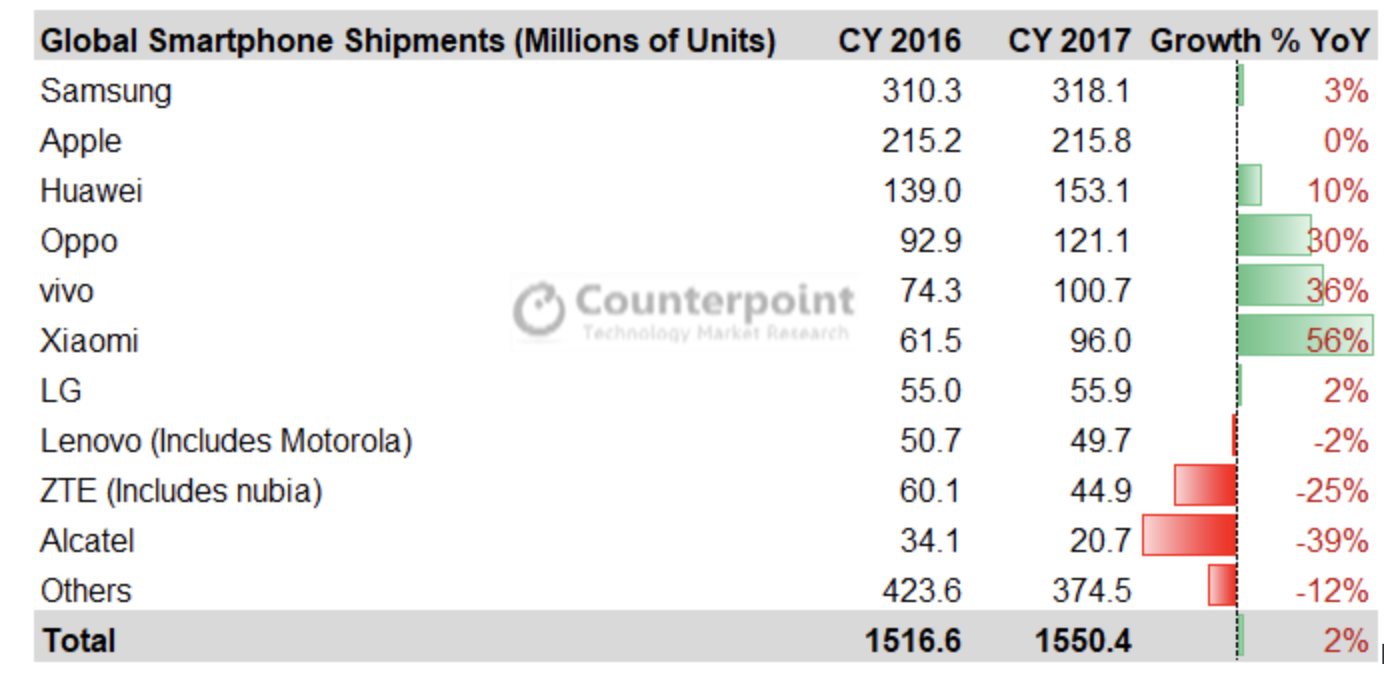 Global Smartphone Shipments (Millions of Units) CY 2016 CY 2017 Growth % YoY
Samsung 310.3 318.1 3%
Apple 215.2 215.8 0%
Huawei 139.0 153.1 10%
Oppo 92.9 121.1 30%
vivo 74.3 100.7 36%
Counterpoint
Technology Market Research
Xiaomi 61.5 96.0 56%
LG 55.0 55.9 2%
Lenovo (Includes Motorola) 50.7 49.7 -2%
ZTE (Includes nubia) 60.1 44.9 -25%
Alcatel 34.1 20.7 -39%
Others 423.6 374.5 -12%
Total 1516.6 1550.4 2%